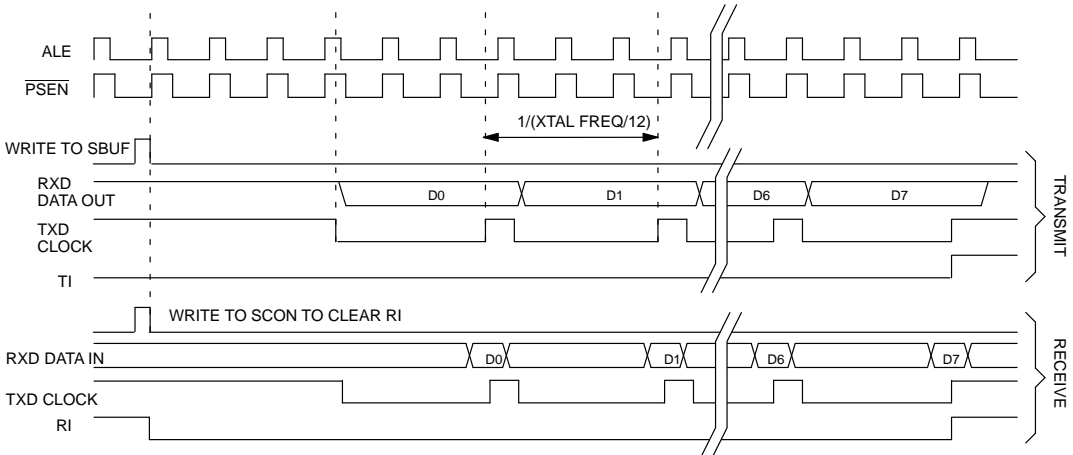 ALE
PSEN
1/(XTAL FREQ/12)
WRITE TO SBUF
RXD
DATA OUT
D0
D1
D6
D7
TXD
CLOCK
TI
TRANSMIT
WRITE TO SCON TO CLEAR RI
RXD DATA IN
D0
D1
D6
D7
TXD CLOCK
RI
RECEIVE